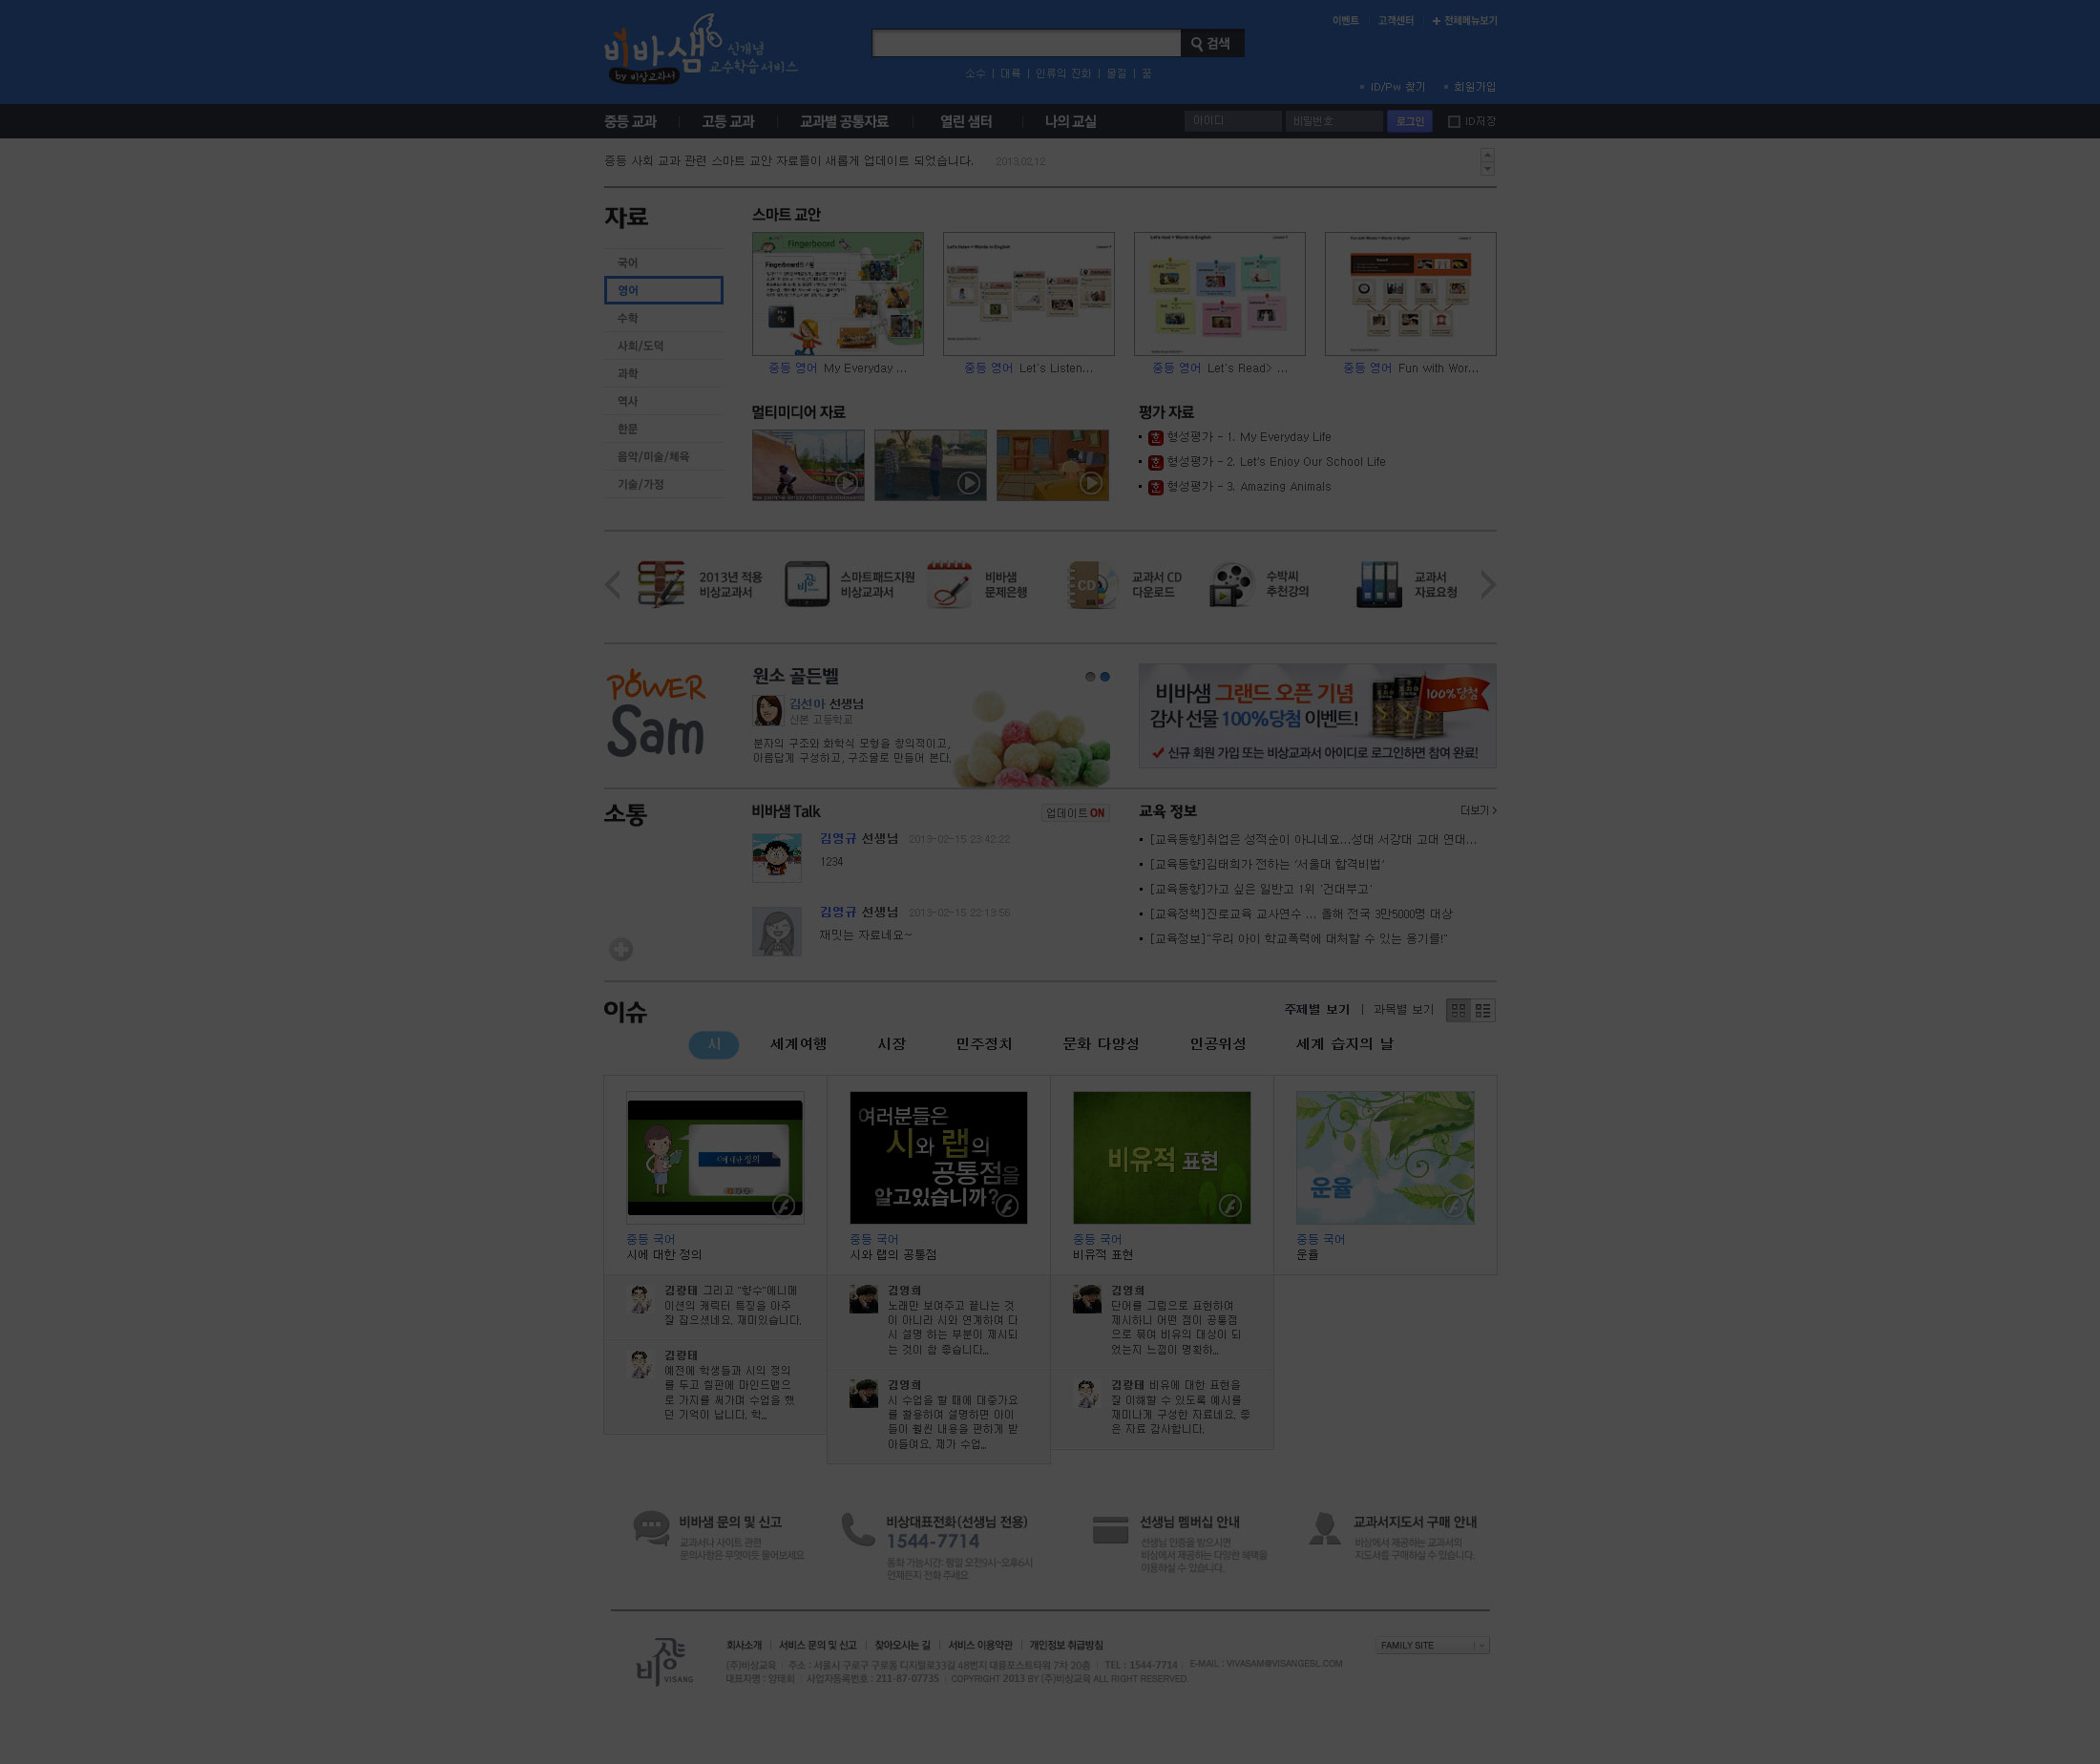 이벤트 고객센터 + 전체메뉴보기
비바샘 신개념
by 비상교과서 교수학습서비스
검색
소수 | 대륙 | 인류의 진화 | 물질 | 꿈
ID/Pw 찾기 회원가입
중등 교과 고등 교과 교과별 공통자료 열린 샘터 나의 교실 아이디 비밀번호 로그인 ID저장
중등 사회 교과 관련 스마트 교안 자료들이 새롭게 업데이트 되었습니다. 2013.02.12
자료
국어
영어
수학
사회/도덕
과학
역사
한문
음악/미술/체육
기술/가정
스마트 교안
Fingerboard
중등 영어 My Everyday ...
중등 영어 Let's Listen...
중등 영어 Let's Read> ...
중등 영어 Fun with Wor...
멀티미디어 자료
평가 자료
형성평가 - 1. My Everyday Life
형성평가 - 2. Let's Enjoy Our School Life
형성평가 - 3. Amazing Animals
2013년 적용 비상교과서
스마트패드지원 비상교과서
비바샘 문제은행
교과서 CD 다운로드
수박씨 추천강의
교과서 자료요청
POWER
Sam
원소 골든벨
김선아 선생님
산본 고등학교
분자의 구조와 화학식 모형을 창의적이고,
아름답게 구성하고, 구조물로 만들어 본다.
비바샘 그랜드 오픈 기념
감사 선물 100%당첨 이벤트!
100%당첨
신규 회원 가입 또는 비상교과서 아이디로 로그인하면 참여 완료!
소통
비바샘 Talk 업데이트 ON
김영규 선생님 2013-02-15 23:42:22
1234
김영규 선생님 2013-02-15 22:13:56
재밋는 자료네요~
교육 정보 더보기
[교육동향]취업은 성적순이 아니네요...성대 서강대 고대 연대...
[교육동향]김태희가 전하는 '서울대 합격비법'
[교육동향]가고 싶은 일반고 1위 '건대부고'
[교육정책]진로교육 교사연수 ... 올해 전국 3만5000명 대상
[교육정보]"우리 아이 학교폭력에 대처할 수 있는 용기를!"
이슈
주제별 보기 | 과목별 보기
시 세계여행 시장 민주정치 문화 다양성 인공위성 세계 습지의 날
시에 대한 정의
여러분들은
시와 랩의
공통점을
알고있습니까?
비유적 표현
운율
중등 국어
시에 대한 정의
중등 국어
시와 랩의 공통점
중등 국어
비유적 표현
중등 국어
운율
김광태 그리고 "향수"애니메
이션의 캐릭터 특징을 아주
잘 잡으셨네요. 재미있습니다.
김광태
예전에 학생들과 시의 정의
를 두고 칠판에 마인드맵으
로 가지를 써가며 수업을 했
던 기억이 납니다. 학...
김영희
노래만 보여주고 끝나는 것
이 아니라 시와 연계하여 다
시 설명 하는 부분이 제시되
는 것이 참 좋습니다...
김영희
시 수업을 할 때에 대중가요
를 활용하여 설명하면 아이
들이 훨씬 내용을 편하게 받
아들여요. 제가 수업...
김영희
단어를 그림으로 표현하여
제시하니 어떤 점이 공통점
으로 묶여 비유의 대상이 되
었는지 느낌이 명확하...
김광태 비유에 대한 표현을
잘 이해할 수 있도록 예시를
재미나게 구성한 자료네요. 좋
은 자료 감사합니다.
비바샘 문의 및 신고
교과서나 사이트 관련
문의사항은 무엇이든 물어보세요
비상대표전화(선생님 전용)
1544-7714
통화 가능시간: 평일 오전9시~오후6시
언제든지 전화 주세요
선생님 멤버십 안내
선생님 인증을 받으시면
비상에서 제공하는 다양한 혜택을
이용하실 수 있습니다.
교과서지도서 구매 안내
비상에서 제공하는 교과서와
지도서를 구매하실 수 있습니다.
비상 VISANG
회사소개 서비스 문의 및 신고 찾아오시는 길 서비스 이용약관 개인정보 취급방침
FAMILY SITE
(주)비상교육 주소 : 서울시 구로구 구로동 디지털로33길 48번지 대륭포스트타워 7차 20층 TEL : 1544-7714 E-MAIL : VIVASAM@VISANGESL.COM
대표자명 : 양태회 사업자등록번호 : 211-87-07735 COPYRIGHT 2013 BY (주)비상교육 ALL RIGHT RESERVED.